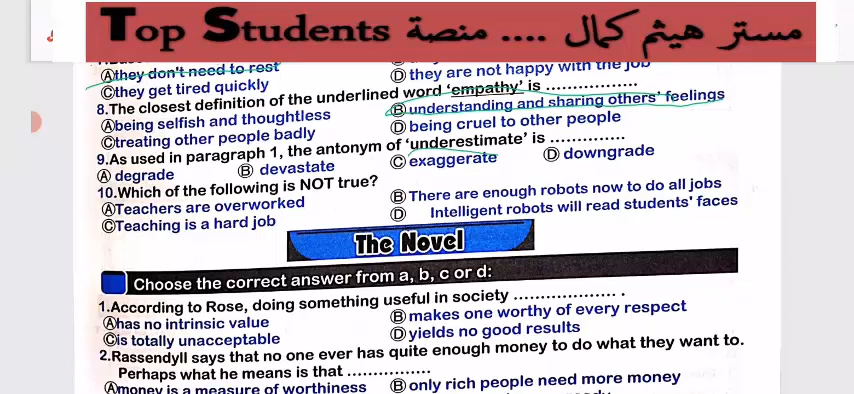 Top Students مستر هيثم كمال .... منصة
Ⓐthey don't need to rest
Ⓓthey are not happy with the job
Ⓒthey get tired quickly
8.The closest definition of the underlined word ‘empathy’ is .................
Ⓐbeing selfish and thoughtless
Ⓑunderstanding and sharing others' feelings
Ⓒtreating other people badly
Ⓓbeing cruel to other people
9.As used in paragraph 1, the antonym of ‘underestimate’ is ..............
Ⓐ degrade Ⓑ devastate Ⓒ exaggerate Ⓓ downgrade
10.Which of the following is NOT true?
ⒶTeachers are overworked
ⒷThere are enough robots now to do all jobs
ⒸTeaching is a hard job
Ⓓ Intelligent robots will read students' faces
The Novel
Choose the correct answer from a, b, c or d:
1.According to Rose, doing something useful in society .................... .
Ⓐhas no intrinsic value
Ⓑmakes one worthy of every respect
Ⓒis totally unacceptable
Ⓓyields no good results
2.Rassendyll says that no one ever has quite enough money to do what they want to.
Perhaps what he means is that ................
Ⓐmoney is a measure of worthiness
Ⓑonly rich people need more money